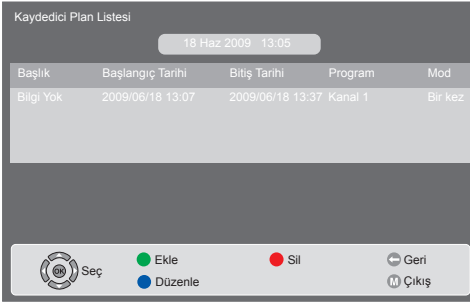 Kaydedici Plan Listesi
18 Haz 2009 13:05
Başlık Başlangıç Tarihi Bitiş Tarihi Program Mod
Bilgi Yok 2009/06/18 13:07 2009/06/18 13:37 Kanal 1 Bir kez
OK Seç Ekle Sil Geri
Düzenle M Çıkış